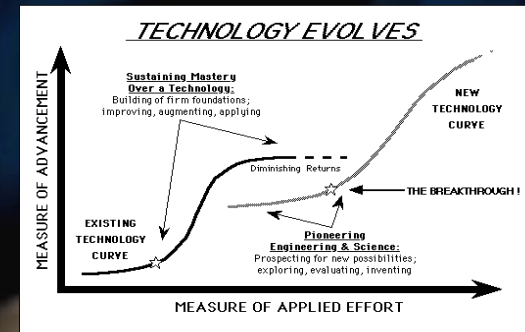 TECHNOLOGY EVOLVES
Sustaining Mastery
Over a Technology:
Building of firm foundations;
improving, augmenting, applying
NEW
TECHNOLOGY
CURVE
Diminishing Returns
THE BREAKTHROUGH !
EXISTING
TECHNOLOGY
CURVE
Pioneering
Engineering & Science:
Prospecting for new possibilities;
exploring, evaluating, inventing
MEASURE OF ADVANCEMENT
MEASURE OF APPLIED EFFORT